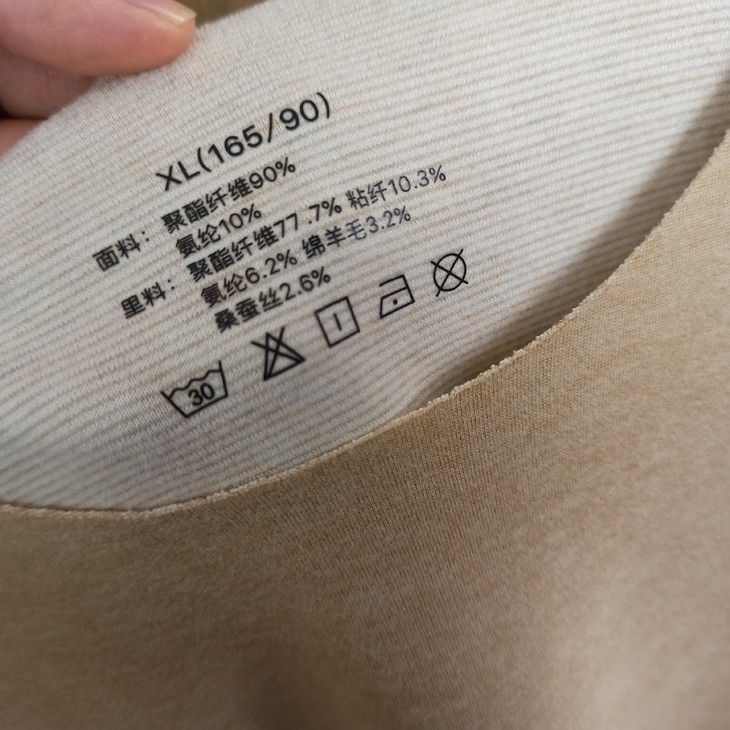 XL(165/90)
面料：聚酯纤维90%
氨纶10%
里料：聚酯纤维77.7% 粘纤10.3%
氨纶6.2% 绵羊毛3.2%
桑蚕丝2.6%
30